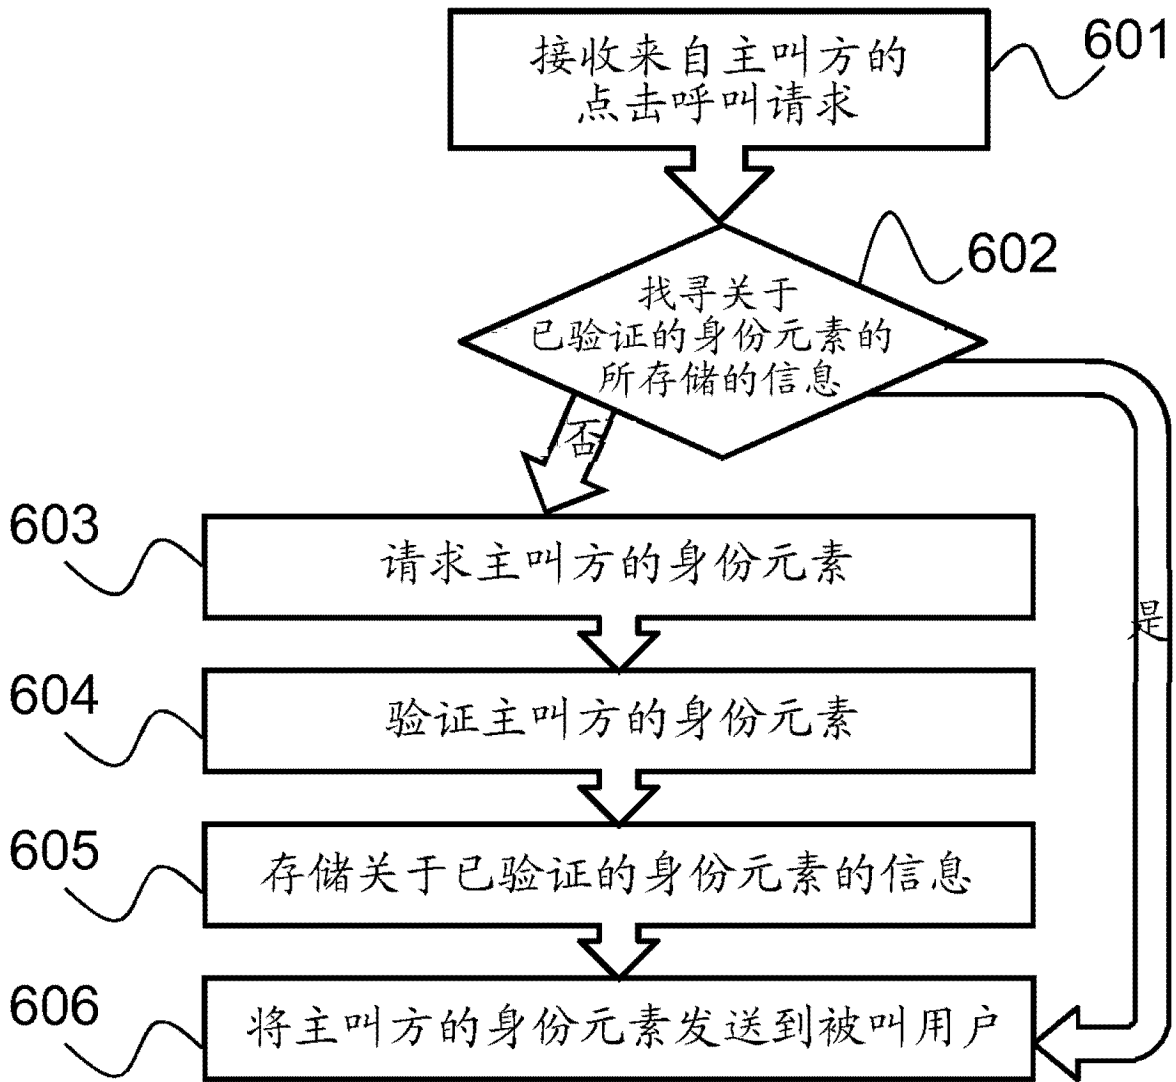 接收来自主叫方的
点击呼叫请求
601
602
找寻关于
已验证的身份元素的
所存储的信息
否
603
请求主叫方的身份元素
是
604
验证主叫方的身份元素
605
存储关于已验证的身份元素的信息
606
将主叫方的身份元素发送到被叫用户